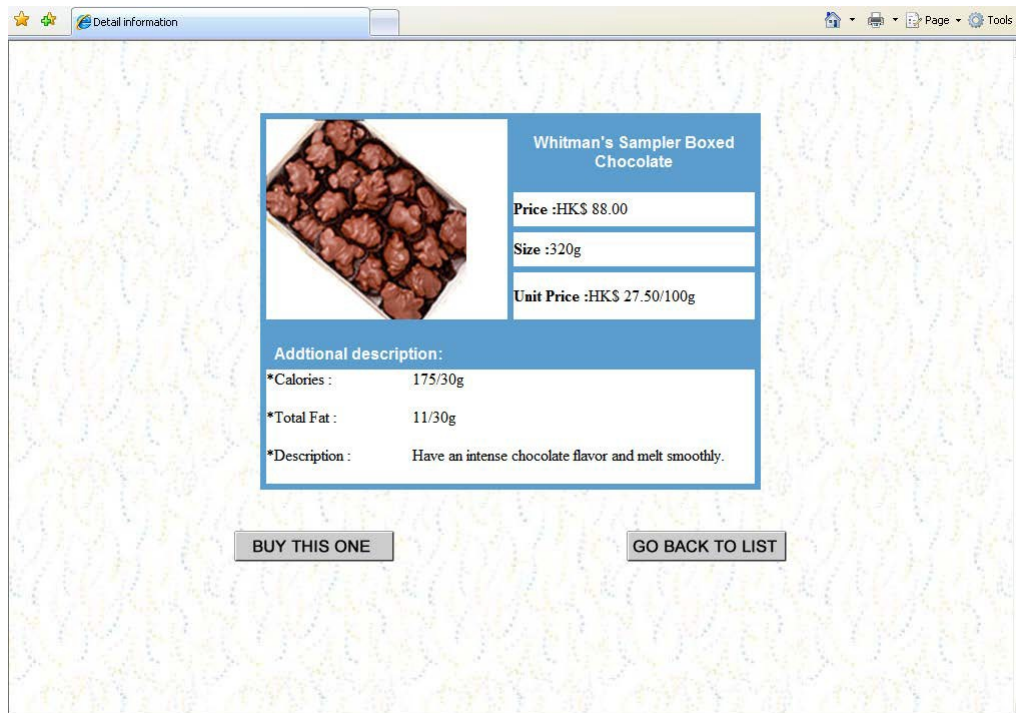 Detail information
Page
Tools
Whitman's Sampler Boxed
Chocolate
Price :HK$ 88.00
Size :320g
Unit Price :HK$ 27.50/100g
Addtional description:
*Calories : 175/30g
*Total Fat : 11/30g
*Description : Have an intense chocolate flavor and melt smoothly.
BUY THIS ONE
GO BACK TO LIST